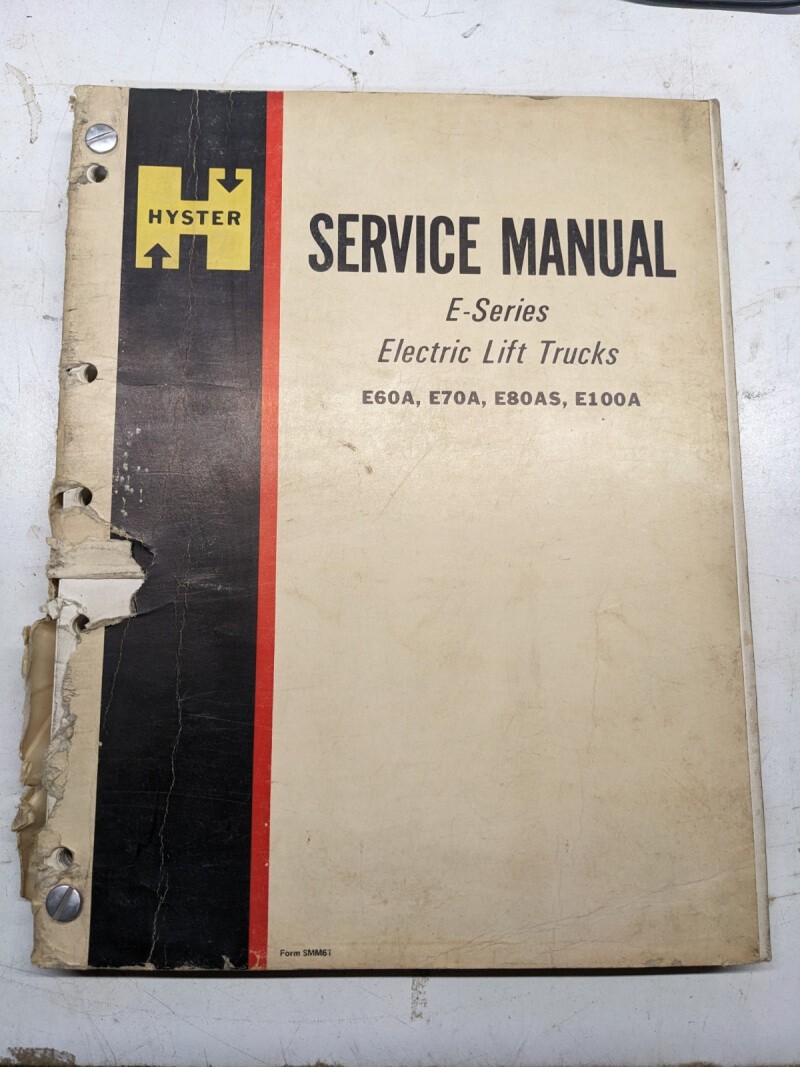 HYSTER
SERVICE MANUAL
E-Series
Electric Lift Trucks
E60A, E70A, E80AS, E100A
Form SMM61